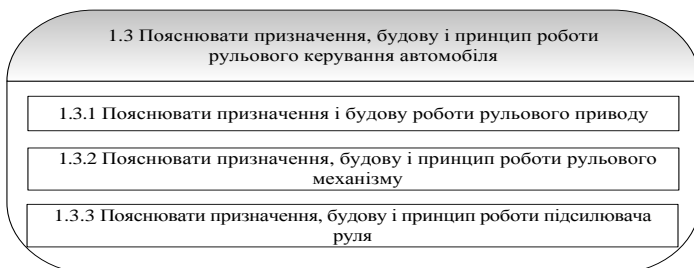 1.3 Пояснювати призначення, будову і принцип роботи
рульового керування автомобіля
1.3.1 Пояснювати призначення і будову роботи рульового приводу
1.3.2 Пояснювати призначення, будову і принцип роботи рульового
механізму
1.3.3 Пояснювати призначення, будову і принцип роботи підсилювача
руля